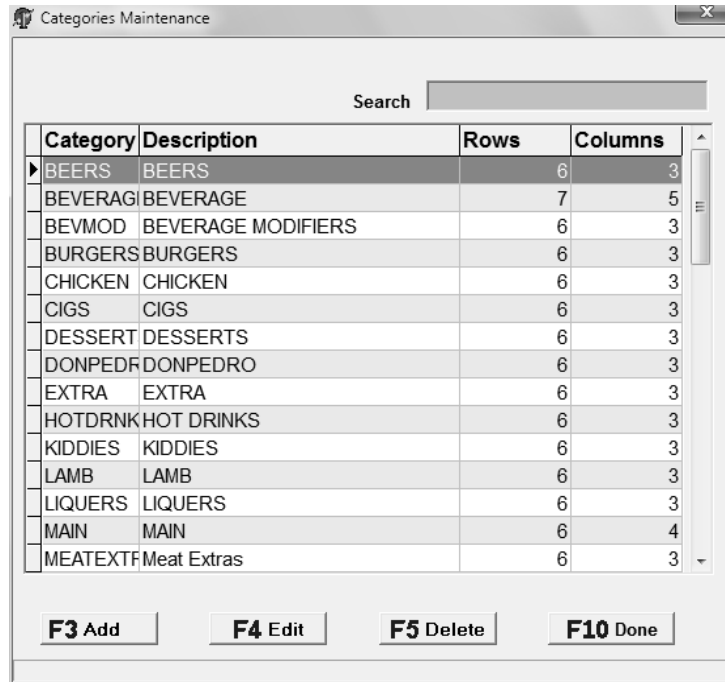 Categories Maintenance
Search
Category Description Rows Columns
BEERS BEERS 6 3
BEVERAGE BEVERAGE 7 5
BEVMOD BEVERAGE MODIFIERS 6 3
BURGERS BURGERS 6 3
CHICKEN CHICKEN 6 3
CIGS CIGS 6 3
DESSERT DESSERTS 6 3
DONPEDR DONPEDRO 6 3
EXTRA EXTRA 6 3
HOTDRNK HOT DRINKS 6 3
KIDDIES KIDDIES 6 3
LAMB LAMB 6 3
LIQUERS LIQUERS 6 3
MAIN MAIN 6 4
MEATEXTR Meat Extras 6 3
F3 Add F4 Edit F5 Delete F10 Done